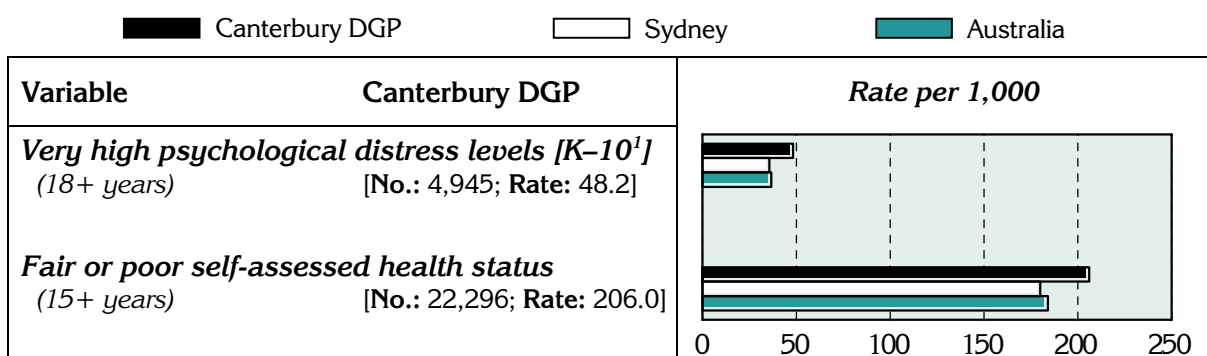 Canterbury DGP Sydney Australia
Variable Canterbury DGP Rate per 1,000
Very high psychological distress levels [K–10¹]
(18+ years) [No.: 4,945; Rate: 48.2]
Fair or poor self-assessed health status
(15+ years) [No.: 22,296; Rate: 206.0]
0 50 100 150 200 250